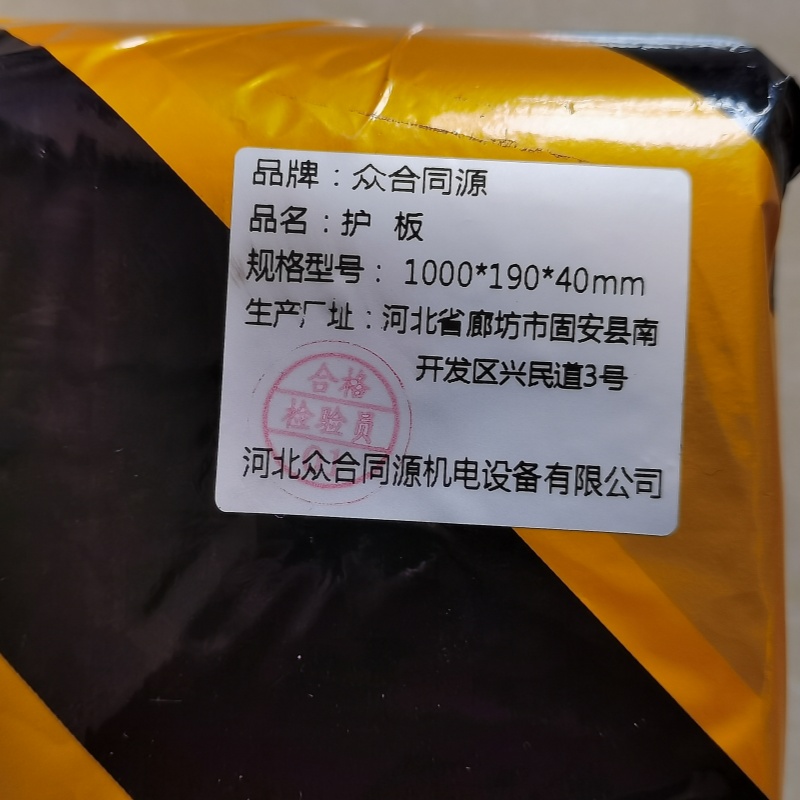 品牌：众合同源
品名：护 板
规格型号： 1000*190*40mm
生产厂址：河北省廊坊市固安县南
开发区兴民道3号
合格
检验员
河北众合同源机电设备有限公司